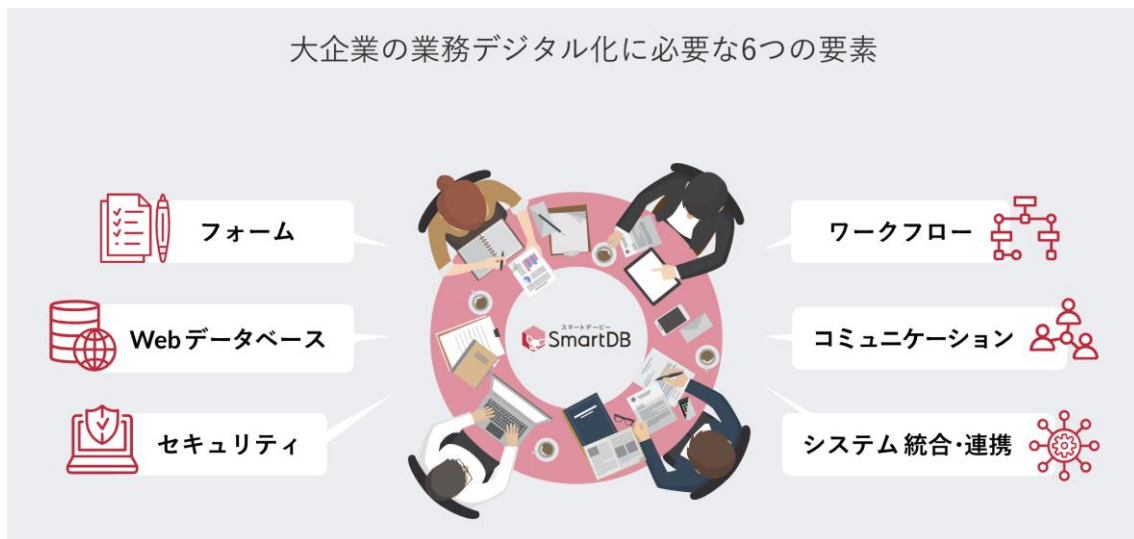 大企業の業務デジタル化に必要な6つの要素
フォーム
Webデータベース
セキュリティ
スマートデービー
SmartDB
ワークフロー
コミュニケーション
システム 統合・連携